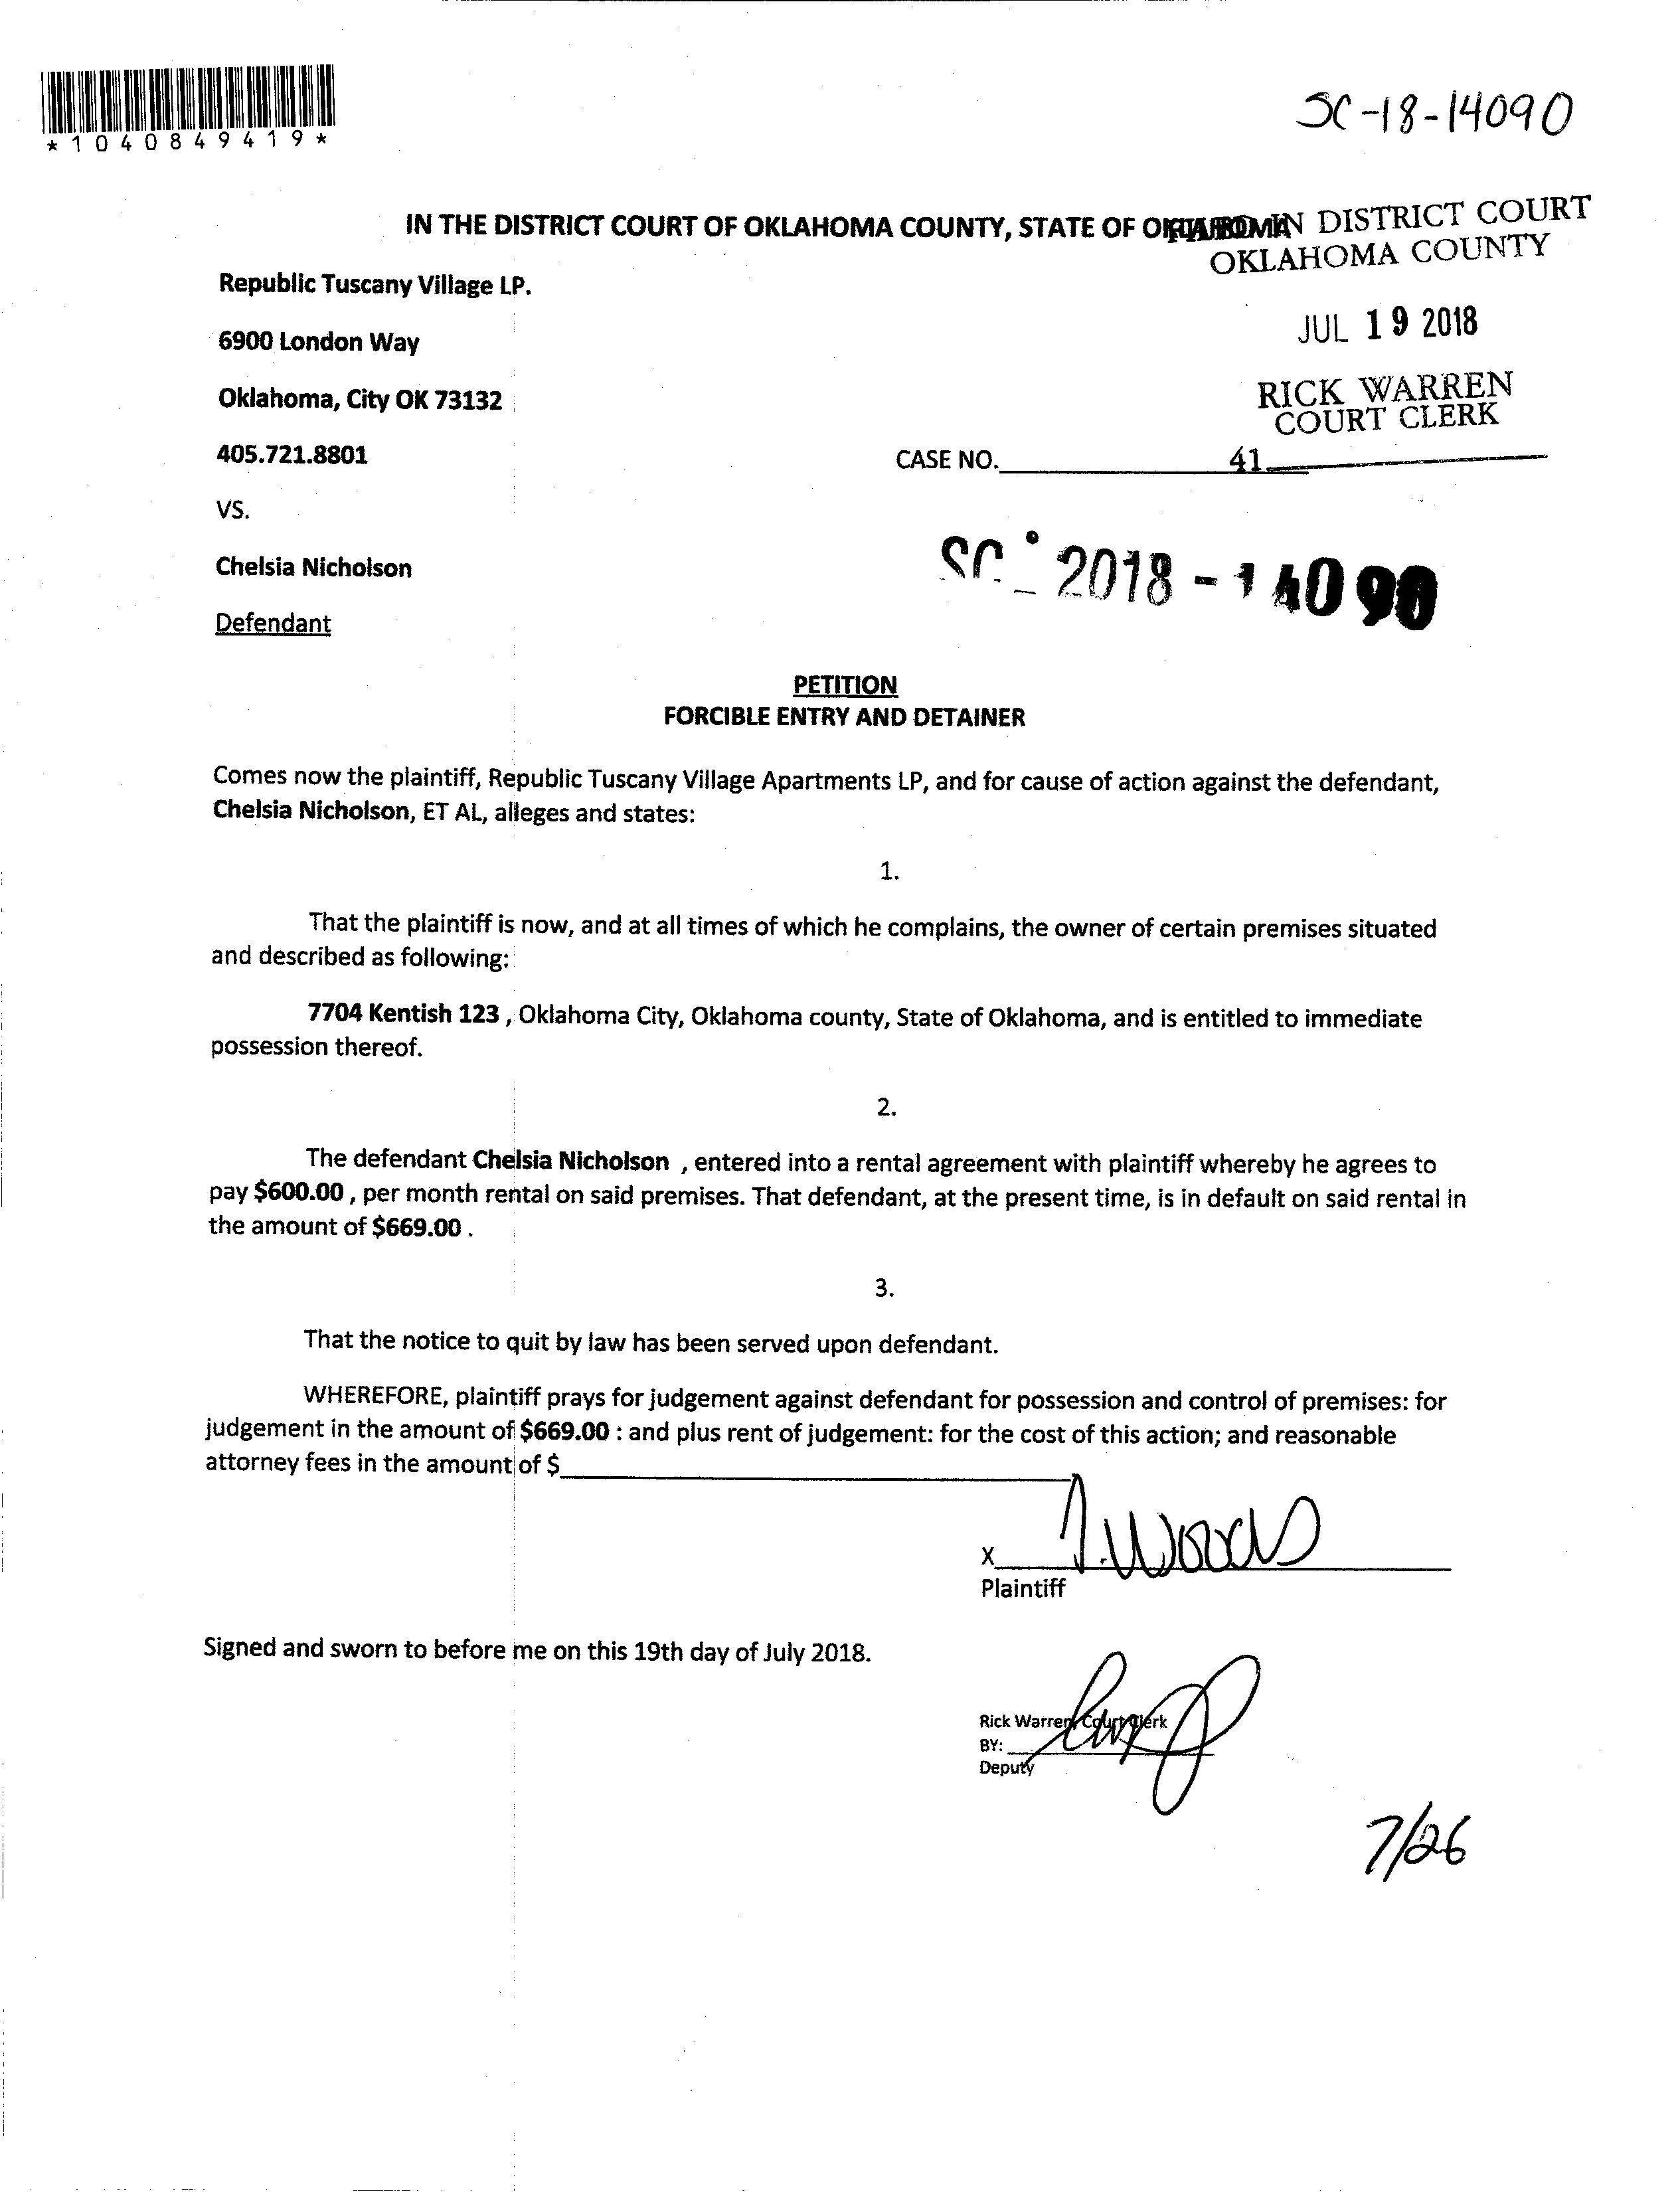 *1040849419*
SC-18-14090
IN THE DISTRICT COURT OF OKLAHOMA COUNTY, STATE OF OKLAHOMA
FILED IN DISTRICT COURT
OKLAHOMA COUNTY
Republic Tuscany Village LP.
JUL 19 2018
6900 London Way
RICK WARREN
COURT CLERK
Oklahoma, City OK 73132
405.721.8801
CASE NO. 41
VS.
SC 2018-14090
Chelsia Nicholson
Defendant
PETITION
FORCIBLE ENTRY AND DETAINER
Comes now the plaintiff, Republic Tuscany Village Apartments LP, and for cause of action against the defendant,
Chelsia Nicholson, ET AL, alleges and states:
1.
That the plaintiff is now, and at all times of which he complains, the owner of certain premises situated
and described as following:
7704 Kentish 123 , Oklahoma City, Oklahoma county, State of Oklahoma, and is entitled to immediate
possession thereof.
2.
The defendant Chelsia Nicholson , entered into a rental agreement with plaintiff whereby he agrees to
pay $600.00 , per month rental on said premises. That defendant, at the present time, is in default on said rental in
the amount of $669.00 .
3.
That the notice to quit by law has been served upon defendant.
WHEREFORE, plaintiff prays for judgement against defendant for possession and control of premises: for
judgement in the amount of $669.00 : and plus rent of judgement: for the cost of this action; and reasonable
attorney fees in the amount of $
X Woods
Plaintiff
Signed and sworn to before me on this 19th day of July 2018.
Rick Warren, Court Clerk
BY:
Deputy
7/26